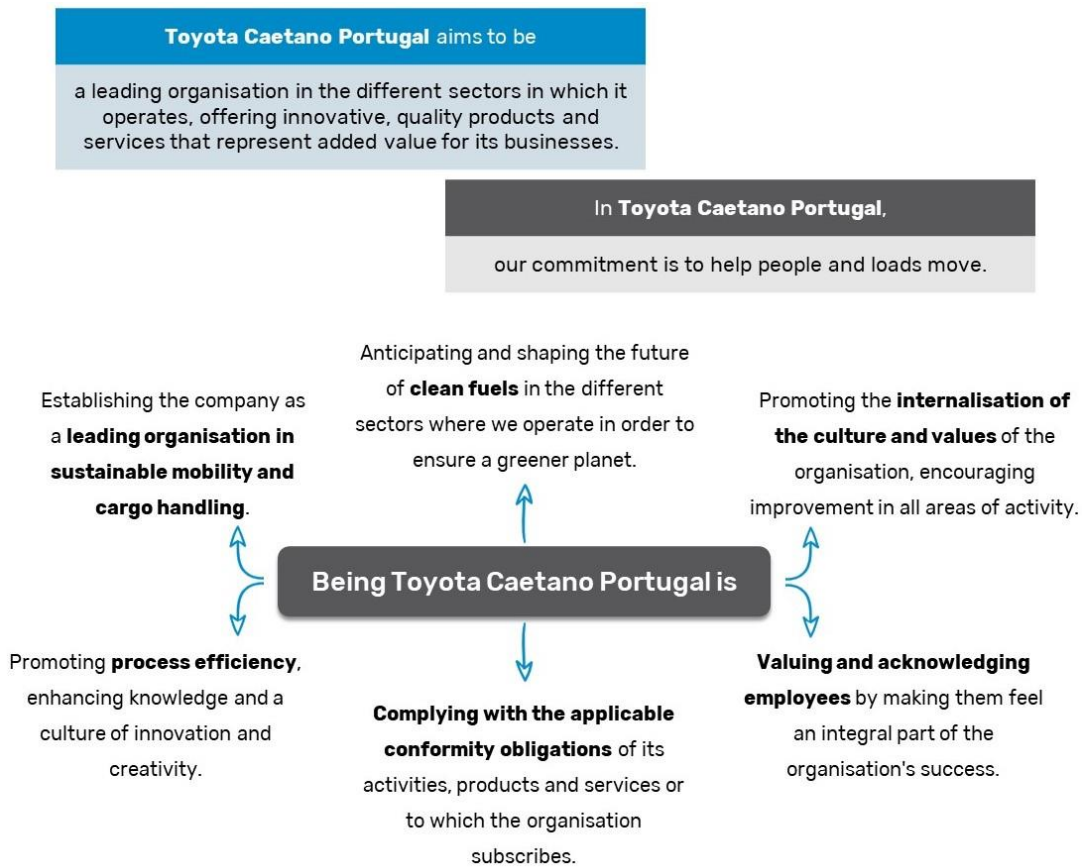 Toyota Caetano Portugal aims to be
a leading organisation in the different sectors in which it
operates, offering innovative, quality products and
services that represent added value for its businesses.
In Toyota Caetano Portugal,
our commitment is to help people and loads move.
Establishing the company as
a leading organisation in
sustainable mobility and
cargo handling.
Anticipating and shaping the future
of clean fuels in the different
sectors where we operate in order to
ensure a greener planet.
Promoting the internalisation of
the culture and values of the
organisation, encouraging
improvement in all areas of activity.
Being Toyota Caetano Portugal is
Promoting process efficiency,
enhancing knowledge and a
culture of innovation and
creativity.
Complying with the applicable
conformity obligations of its
activities, products and services or
to which the organisation
subscribes.
Valuing and acknowledging
employees by making them feel
an integral part of the
organisation's success.